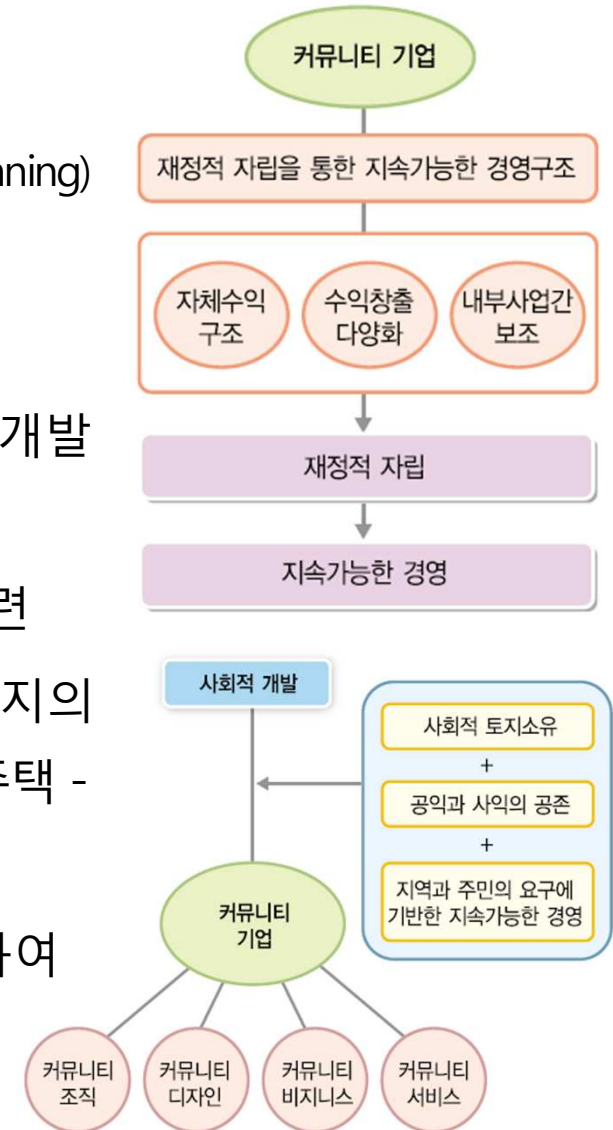 커뮤니티 기업
nning)
재정적 자립을 통한 지속가능한 경영구조
자체수익
구조
수익창출
다양화
내부사업간
보조
개발
재정적 자립
지속가능한 경영
련
사회적 개발
지의
사회적 토지소유
주택 -
+
공익과 사익의 공존
+
지역과 주민의 요구에
기반한 지속가능한 경영
커뮤니티
기업
하여
커뮤니티
조직
커뮤니티
디자인
커뮤니티
비지니스
커뮤니티
서비스